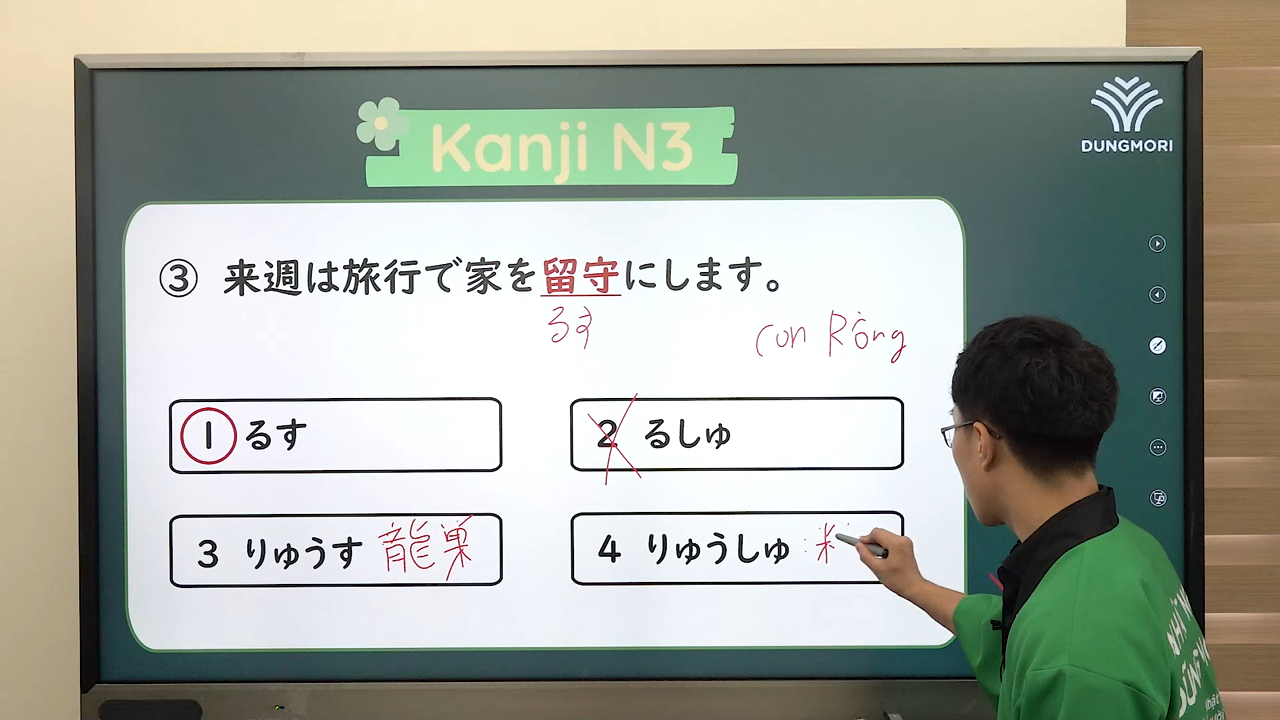 Kanji N3
DUNGMORI
③ 来週は旅行で家を留守にします。
るす
con Rồng
1 るす
2 るしゅ
3 りゅうす 龍巣
4 りゅうしゅ